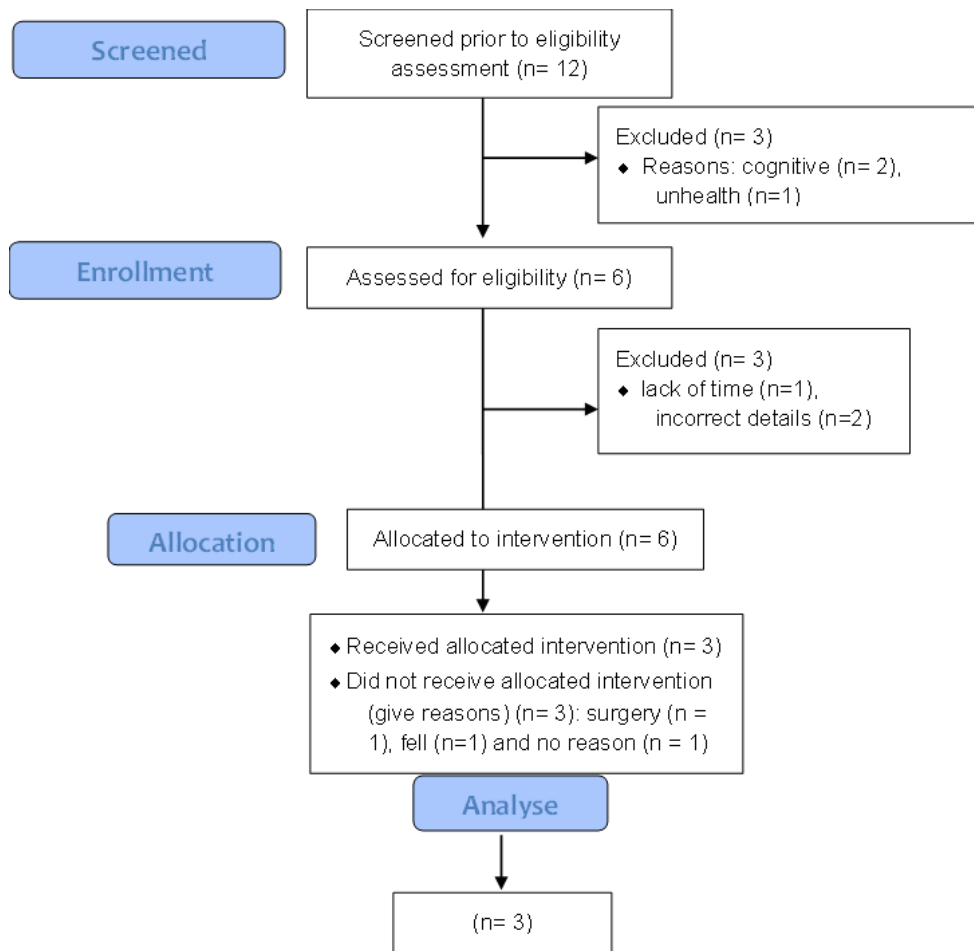 Screened
Screened prior to eligibility
assessment (n= 12)
Excluded (n= 3)
◆ Reasons: cognitive (n= 2),
unhealth (n=1)
Enrollment
Assessed for eligibility (n= 6)
Excluded (n= 3)
◆ lack of time (n=1),
incorrect details (n=2)
Allocation
Allocated to intervention (n= 6)
◆ Received allocated intervention (n= 3)
◆ Did not receive allocated intervention
(give reasons) (n= 3): surgery (n =
1), fell (n=1) and no reason (n = 1)
Analyse
(n= 3)